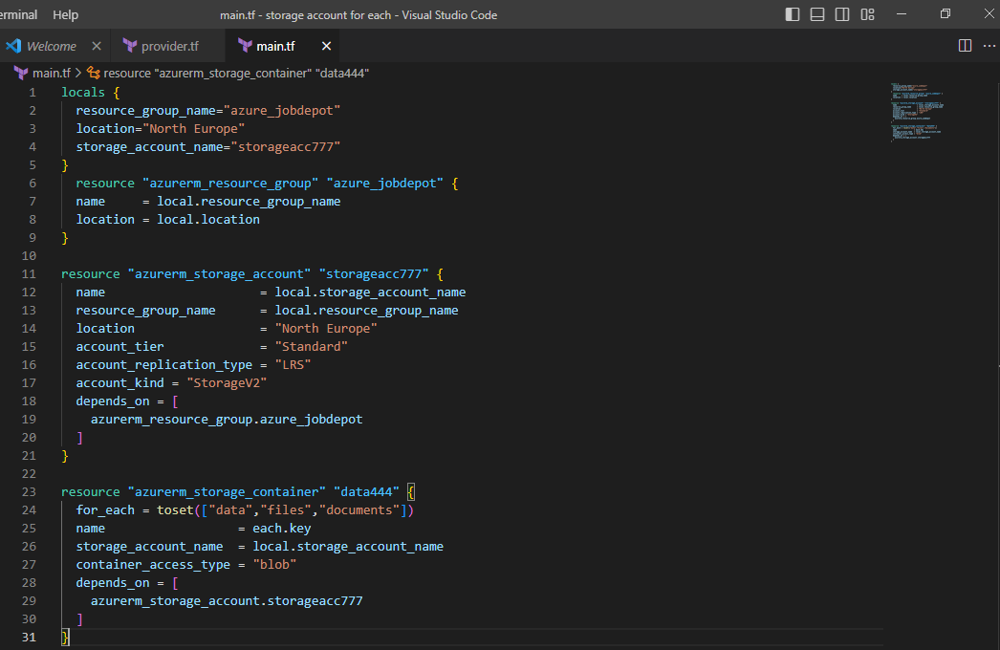 erminal Help main.tf - storage account for each - Visual Studio Code
Welcome provider.tf main.tf
main.tf > resource "azurerm_storage_container" "data444"
1 locals {
2 resource_group_name="azure_jobdepot"
3 location="North Europe"
4 storage_account_name="storageacc777"
5 }
6 resource "azurerm_resource_group" "azure_jobdepot" {
7 name = local.resource_group_name
8 location = local.location
9 }
10
11 resource "azurerm_storage_account" "storageacc777" {
12 name = local.storage_account_name
13 resource_group_name = local.resource_group_name
14 location = "North Europe"
15 account_tier = "Standard"
16 account_replication_type = "LRS"
17 account_kind = "StorageV2"
18 depends_on = [
19 azurerm_resource_group.azure_jobdepot
20 ]
21 }
22
23 resource "azurerm_storage_container" "data444" {
24 for_each = toset(["data","files","documents"])
25 name = each.key
26 storage_account_name = local.storage_account_name
27 container_access_type = "blob"
28 depends_on = [
29 azurerm_storage_account.storageacc777
30 ]
31 }